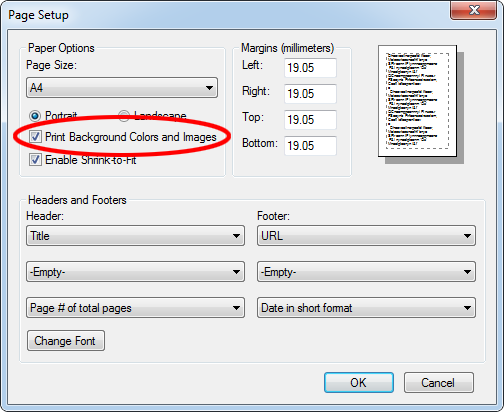 Page Setup
Paper Options
Page Size:
A4
Portrait
Landscape
Print Background Colors and Images
Enable Shrink-to-Fit
Margins (millimeters)
Left: 19.05
Right: 19.05
Top: 19.05
Bottom: 19.05
Headers and Footers
Header: Footer:
Title URL
-Empty- -Empty-
Page # of total pages Date in short format
Change Font
OK Cancel